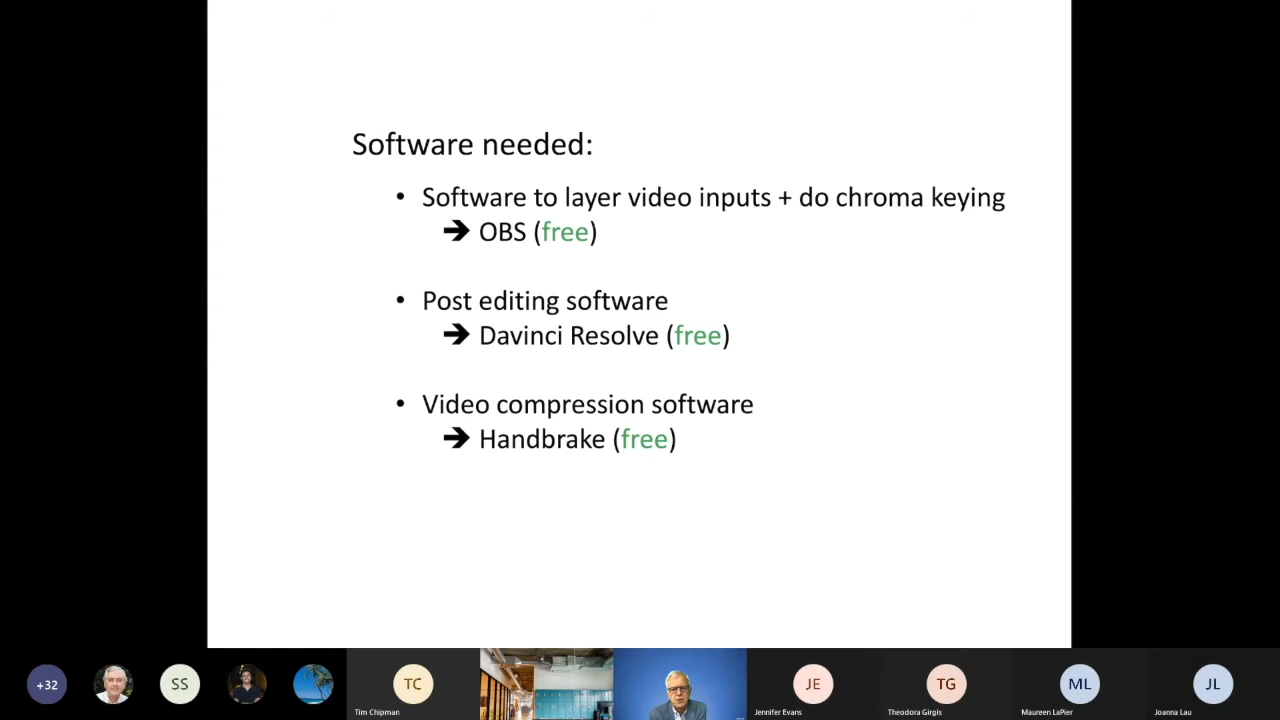 Software needed:
• Software to layer video inputs + do chroma keying
➔ OBS (free)
• Post editing software
➔ Davinci Resolve (free)
• Video compression software
➔ Handbrake (free)
+32
SS
TC
Tim Chipman
JE
Jennifer Evans
TG
Theodora Girgis
ML
Maureen LaPier
JL
Joanna Lau